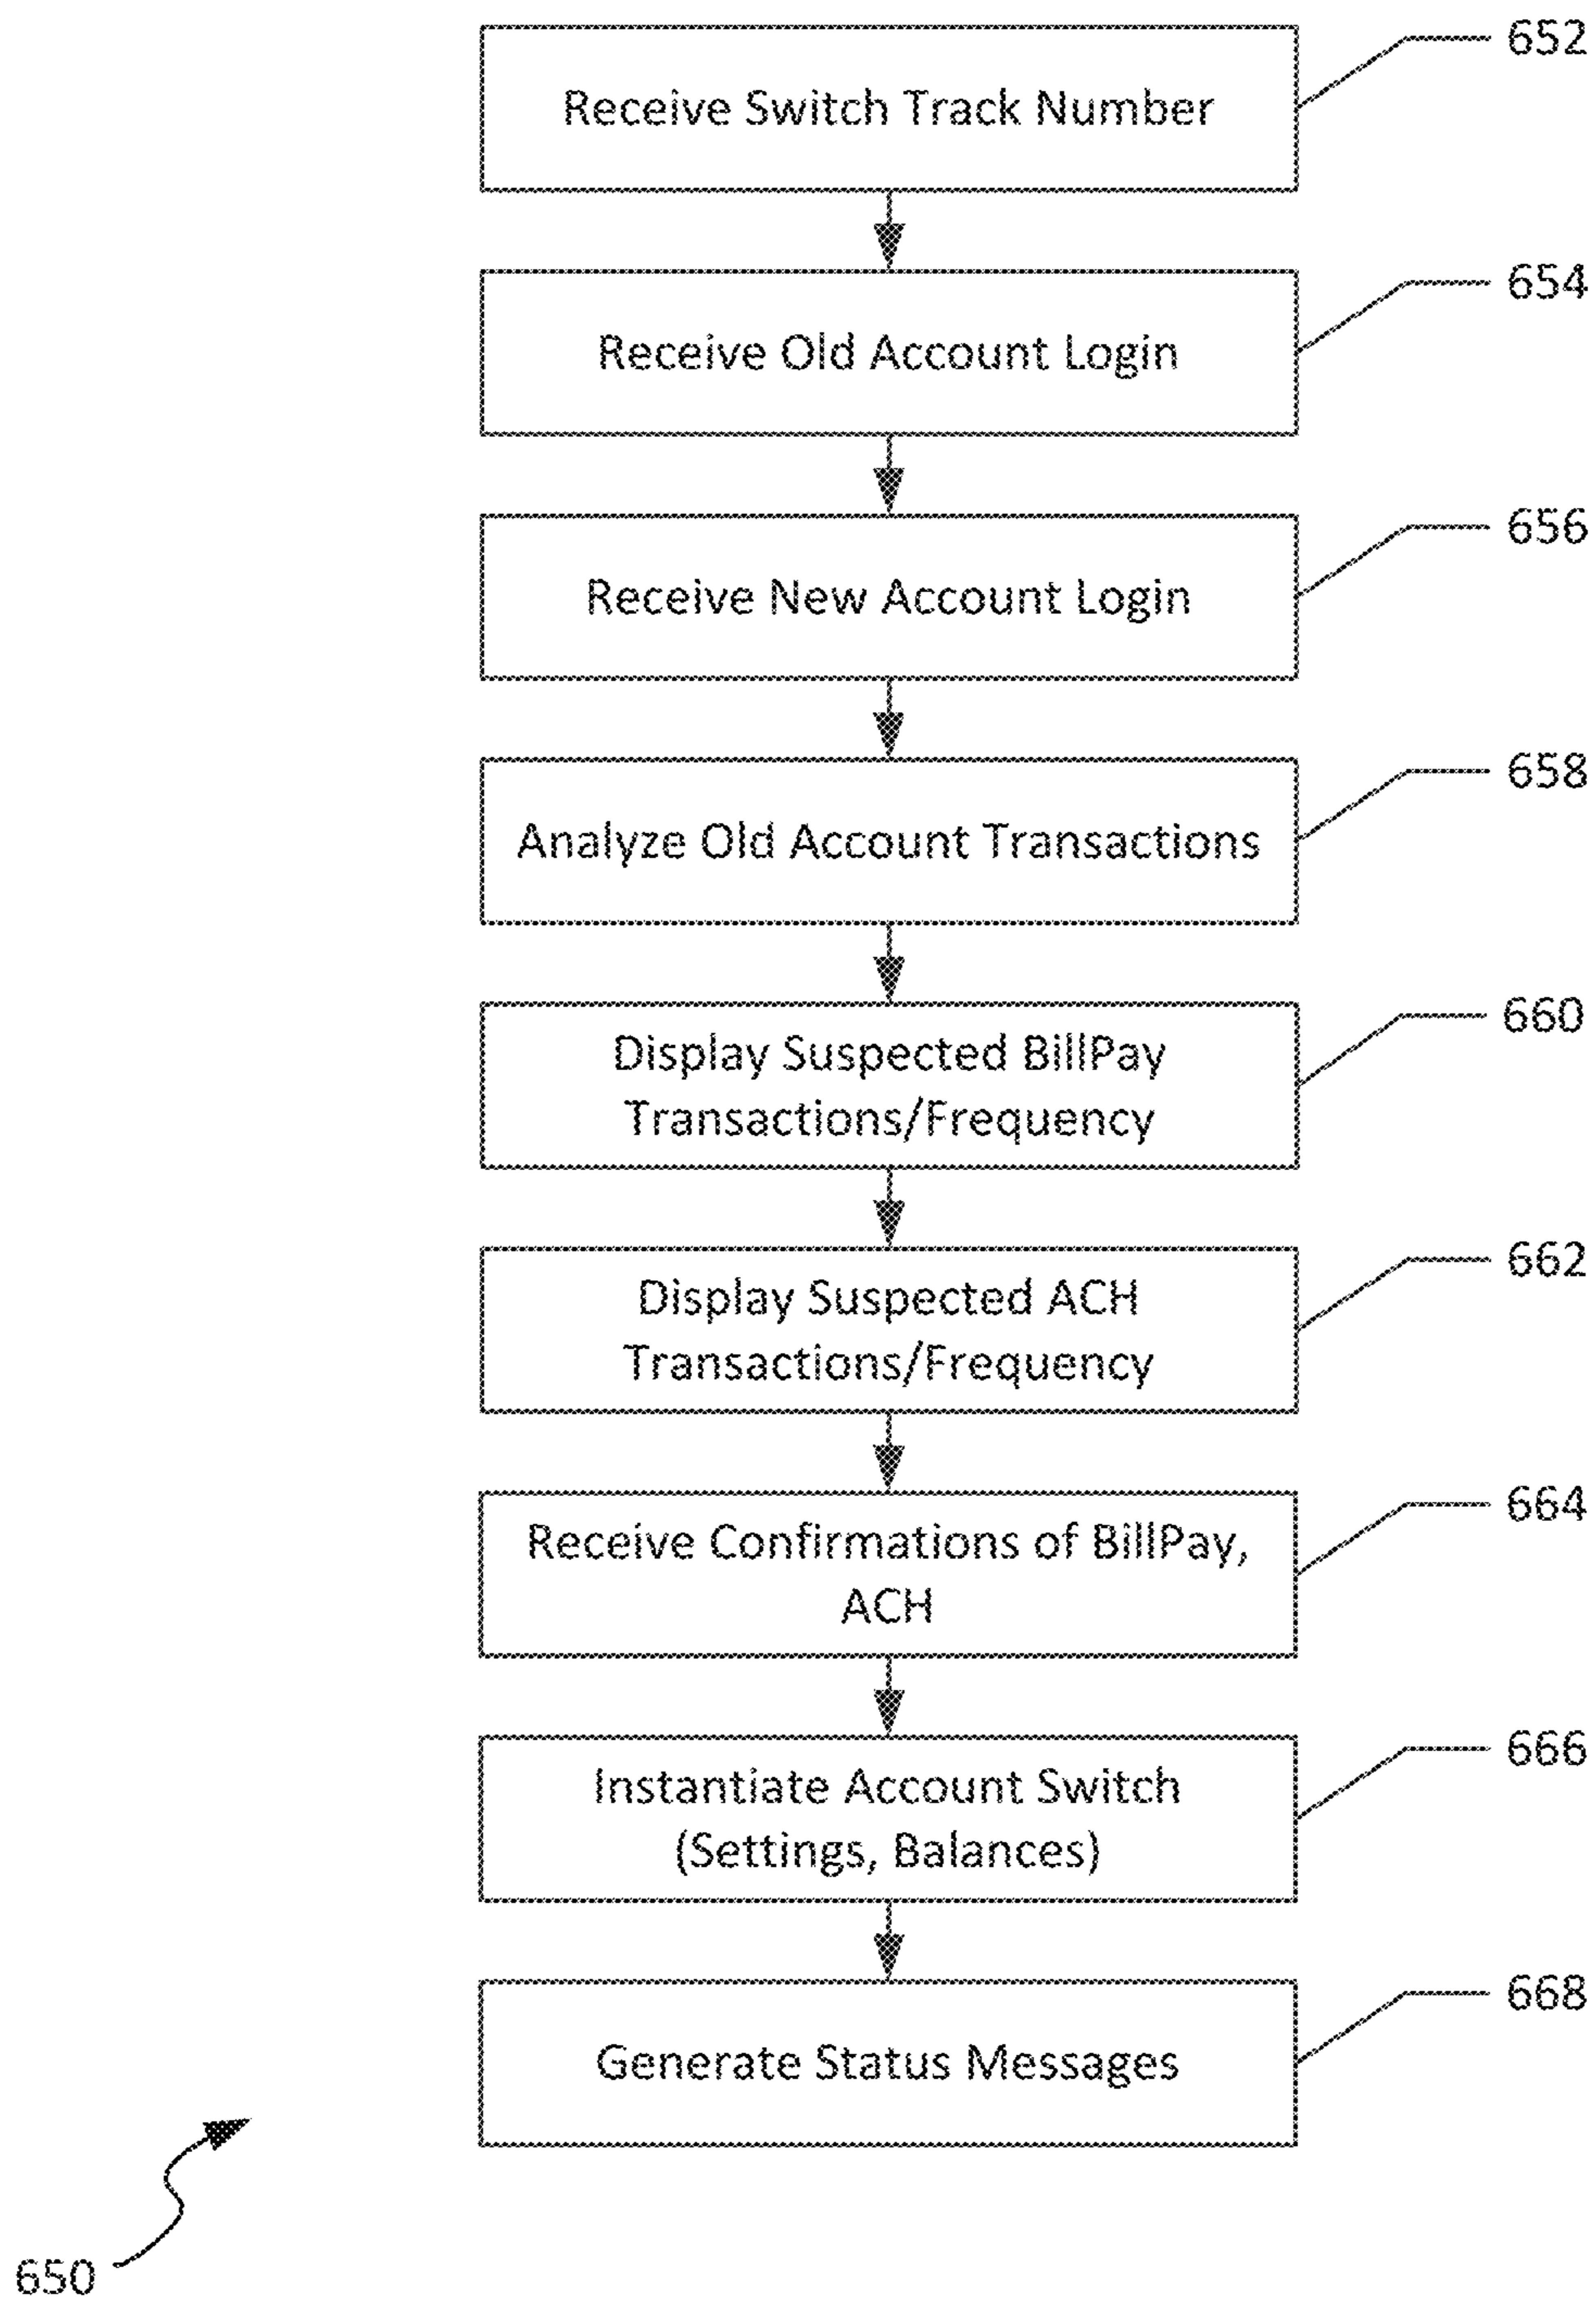 652
Receive Switch Track Number
654
Receive Old Account Login
656
Receive New Account Login
658
Analyze Old Account Transactions
660
Display Suspected BillPay
Transactions/Frequency
662
Display Suspected ACH
Transactions/Frequency
664
Receive Confirmations of BillPay,
ACH
666
Instantiate Account Switch
(Settings, Balances)
668
Generate Status Messages
650